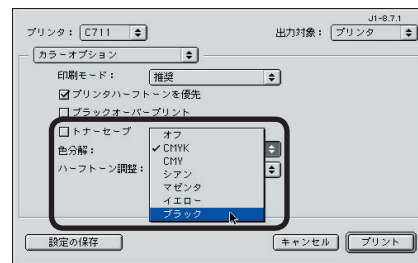 J1-8.7.1
プリンタ： C711 出力対象： プリンタ
カラーオプション
印刷モード： 推奨
プリンタハーフトーンを優先
ブラックオーバープリント
トナーセーブ
色分解：
ハーフトーン調整：
オフ
✓CMYK
CMY
シアン
マゼンタ
イエロー
ブラック
設定の保存 キャンセル プリント